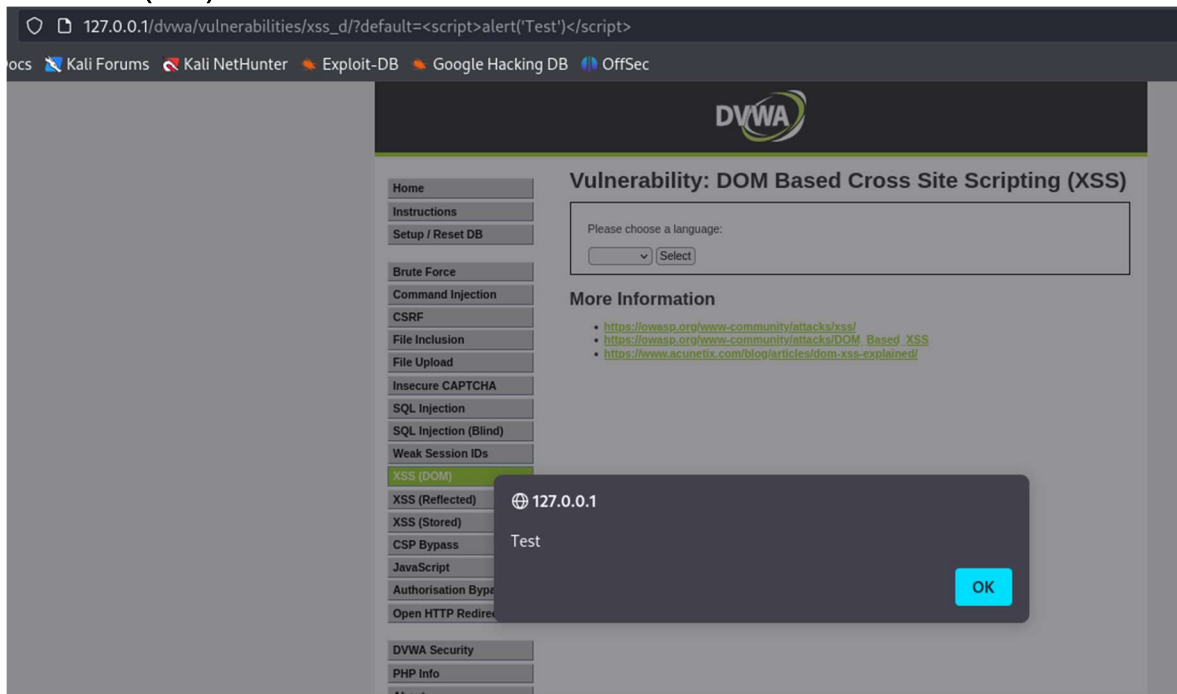 127.0.0.1/dvwa/vulnerabilities/xss_d/?default=<script>alert('Test')</script>
ocs Kali Forums Kali NetHunter Exploit-DB Google Hacking DB OffSec
DVWA
Vulnerability: DOM Based Cross Site Scripting (XSS)
Please choose a language:
Select
More Information
https://owasp.org/www-community/attacks/xss/
https://owasp.org/www-community/attacks/DOM_Based_XSS
https://www.acunetix.com/blog/articles/dom-xss-explained/
Home
Instructions
Setup / Reset DB
Brute Force
Command Injection
CSRF
File Inclusion
File Upload
Insecure CAPTCHA
SQL Injection
SQL Injection (Blind)
Weak Session IDs
XSS (DOM)
XSS (Reflected)
XSS (Stored)
CSP Bypass
JavaScript
Authorisation Bypa
Open HTTP Redire
DVWA Security
PHP Info
127.0.0.1
Test
OK